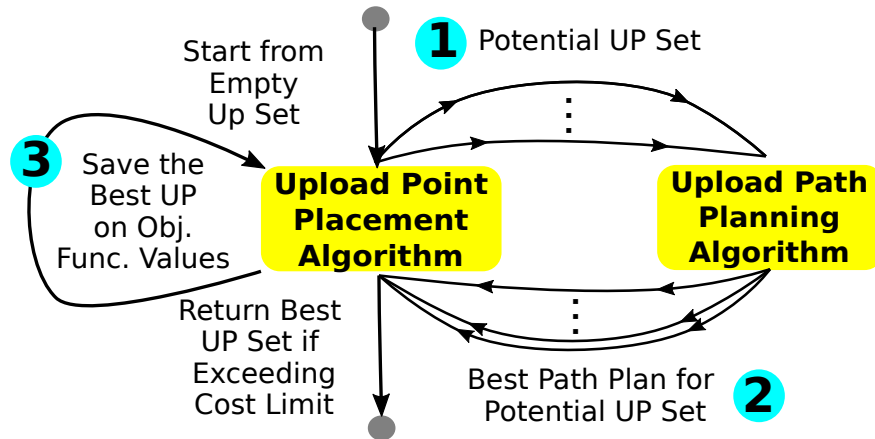 Start from
Empty
Up Set
1
Potential UP Set
3
Save the
Best UP
on Obj.
Func. Values
Upload Point
Placement
Algorithm
Upload Path
Planning
Algorithm
Return Best
UP Set if
Exceeding
Cost Limit
Best Path Plan for
Potential UP Set
2